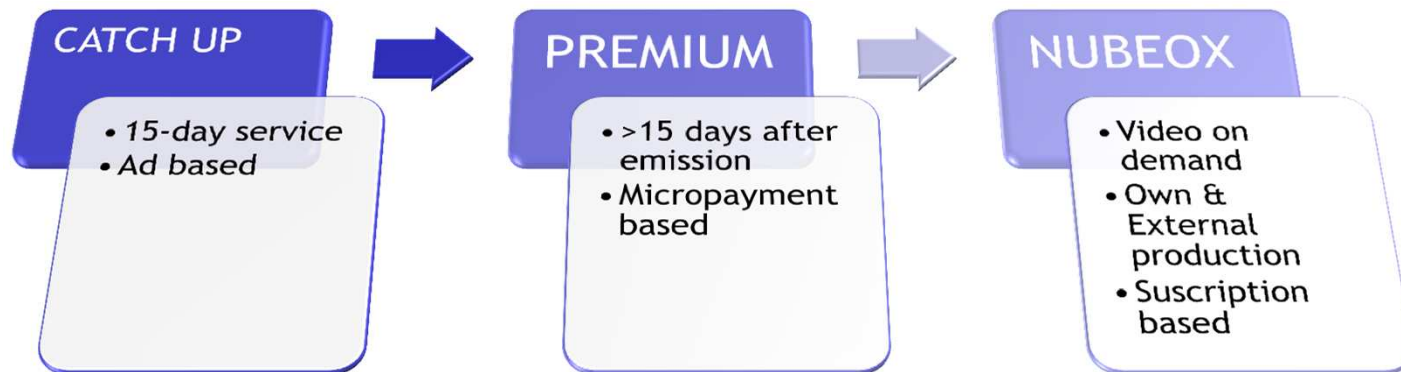 CATCH UP
• 15-day service
• Ad based
PREMIUM
• >15 days after
emission
• Micropayment
based
NUBEOX
• Video on
demand
• Own &
External
production
• Suscription
based